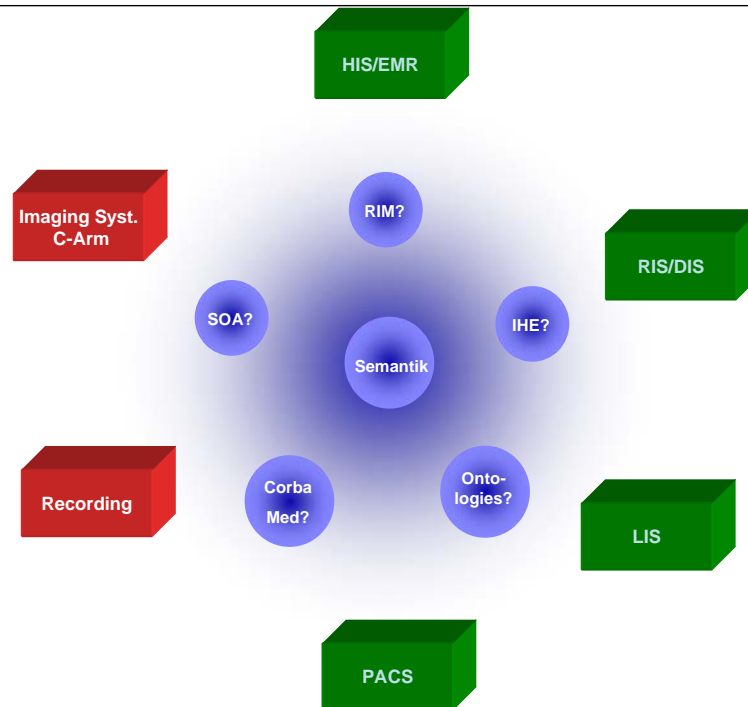 HIS/EMR
RIM?
Imaging Syst.
C-Arm
RIS/DIS
SOA?
IHE?
Semantik
Onto-
logies?
Corba
Med?
Recording
LIS
PACS